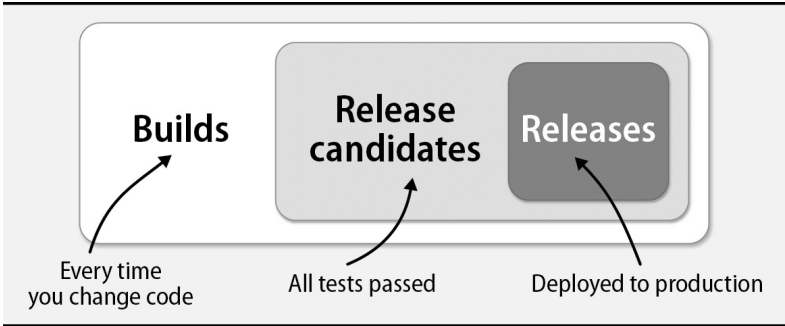 Builds
Release
candidates
Releases
Every time
you change code
All tests passed
Deployed to production